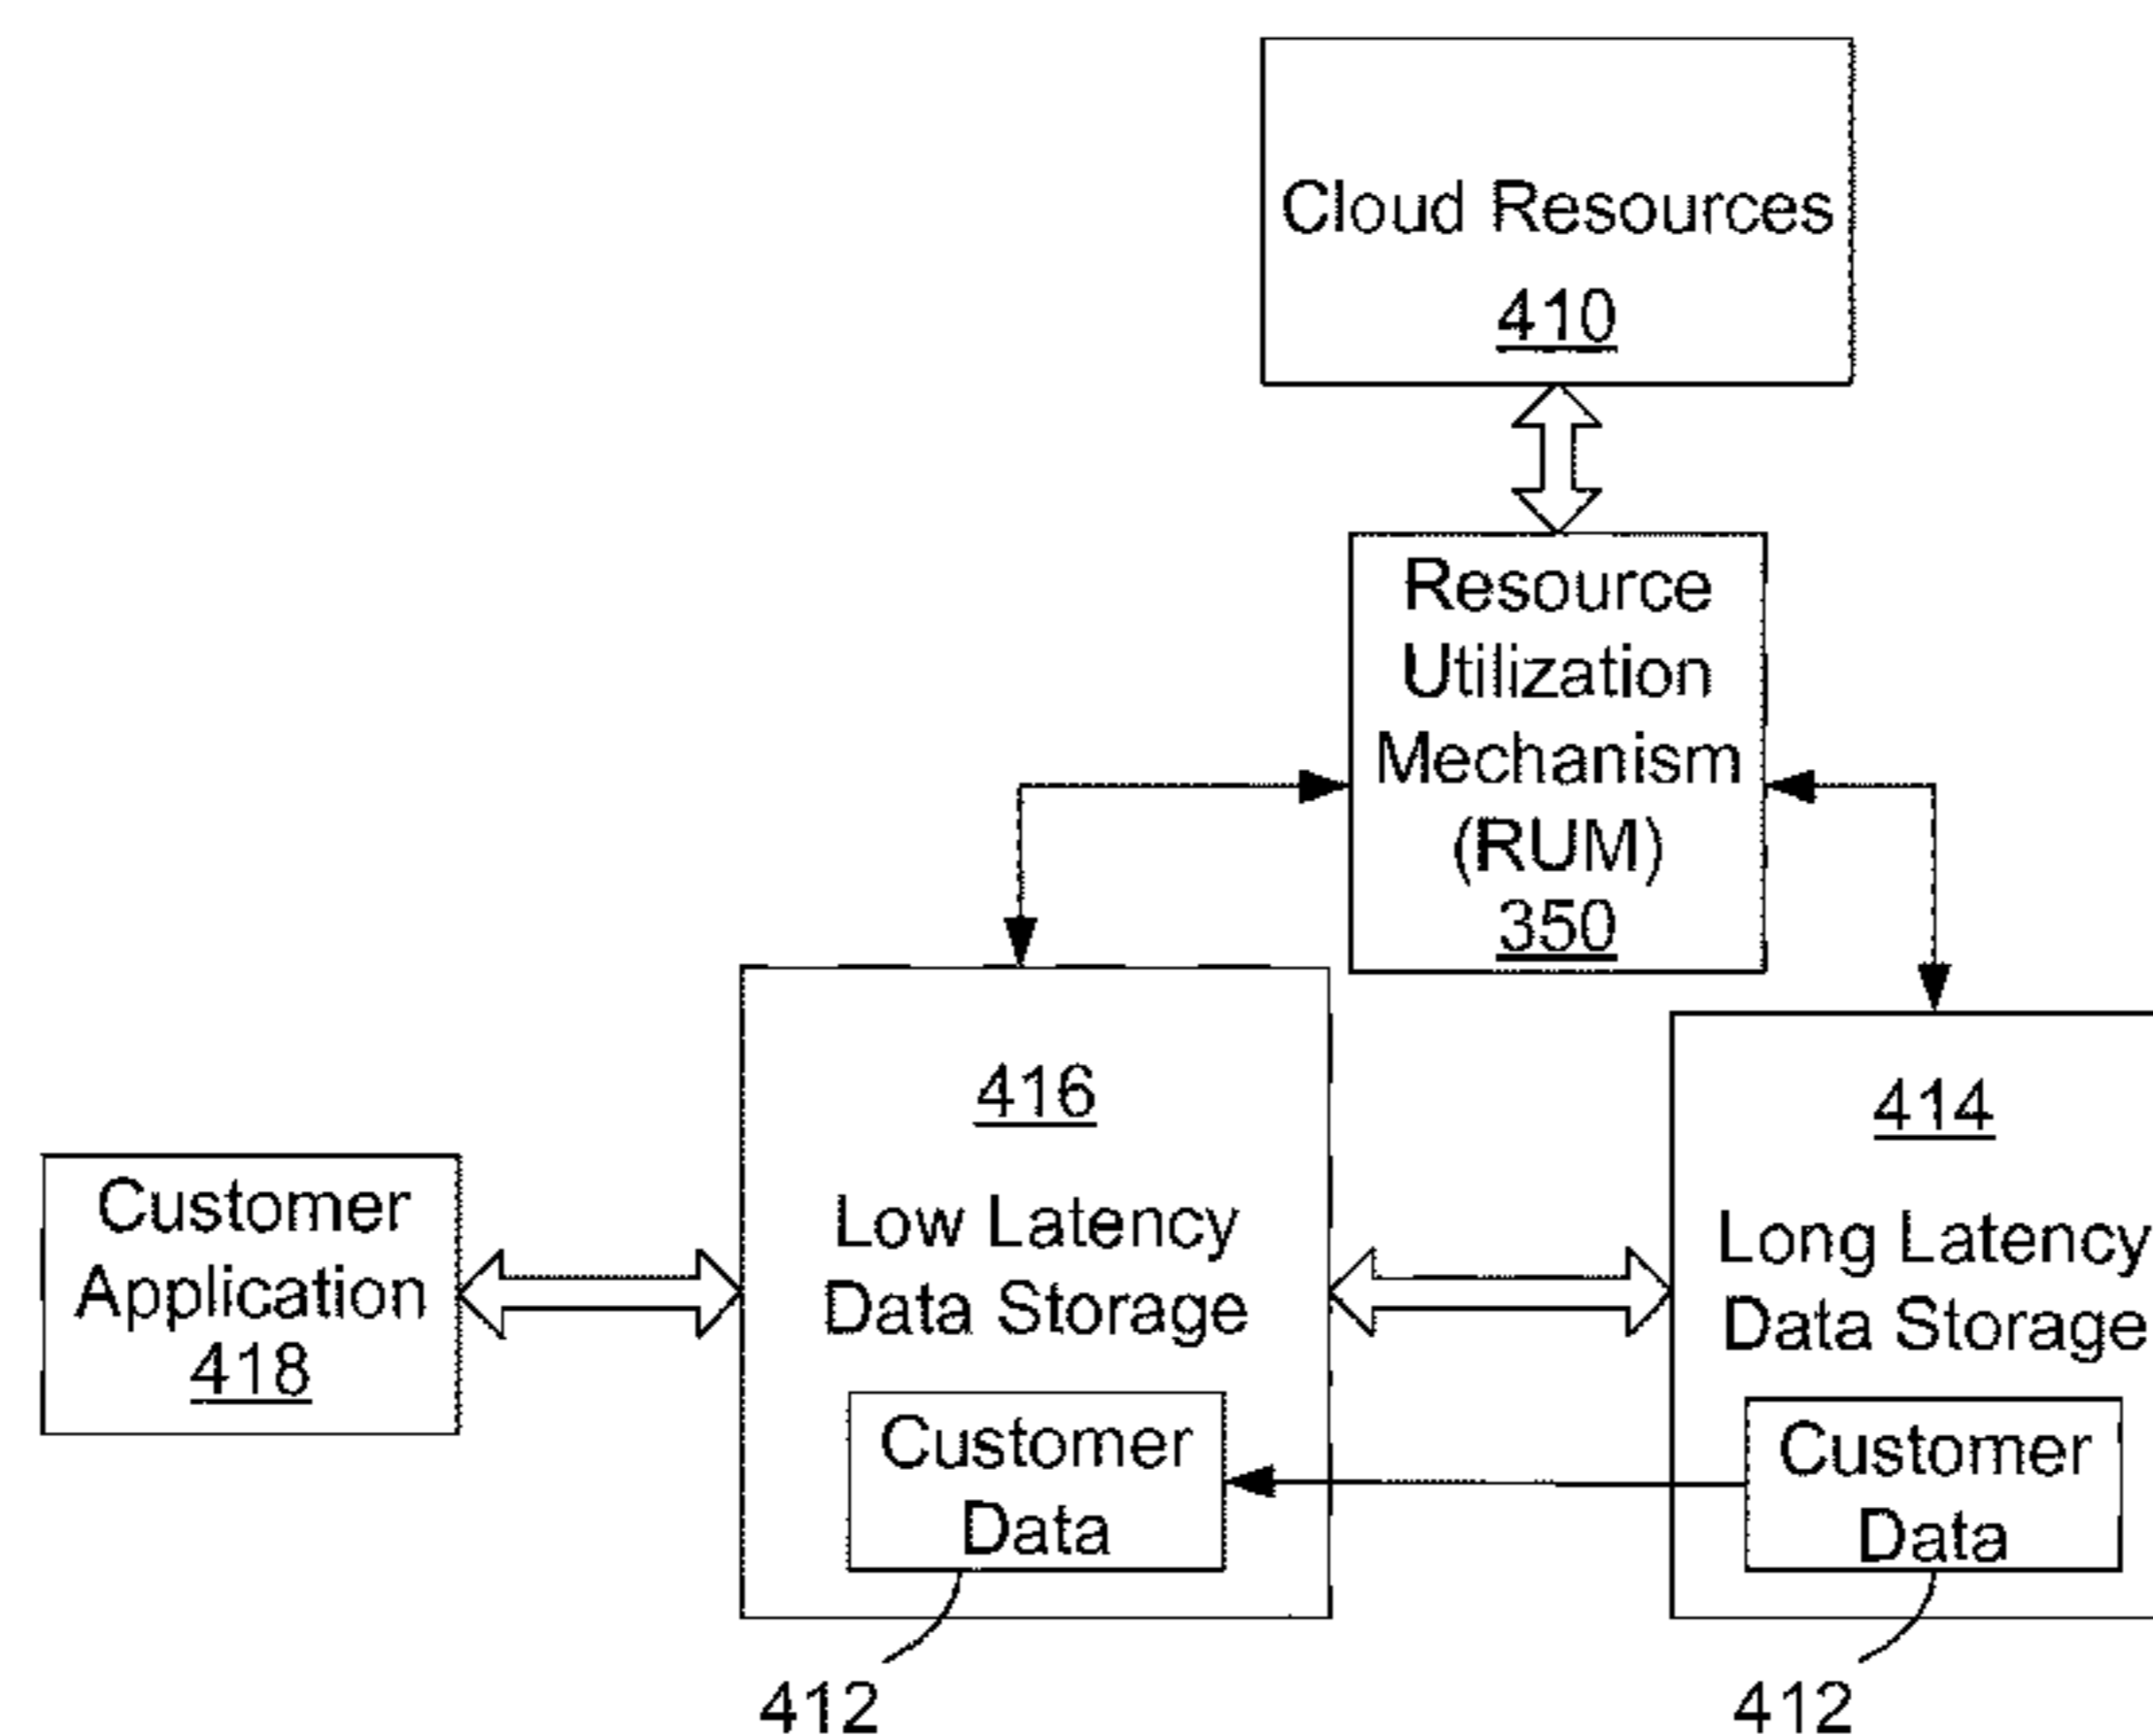 Cloud Resources
410
Resource
Utilization
Mechanism
(RUM)
350
416
Low Latency
Data Storage
Customer
Data
412
414
Long Latency
Data Storage
Customer
Data
412
Customer
Application
418